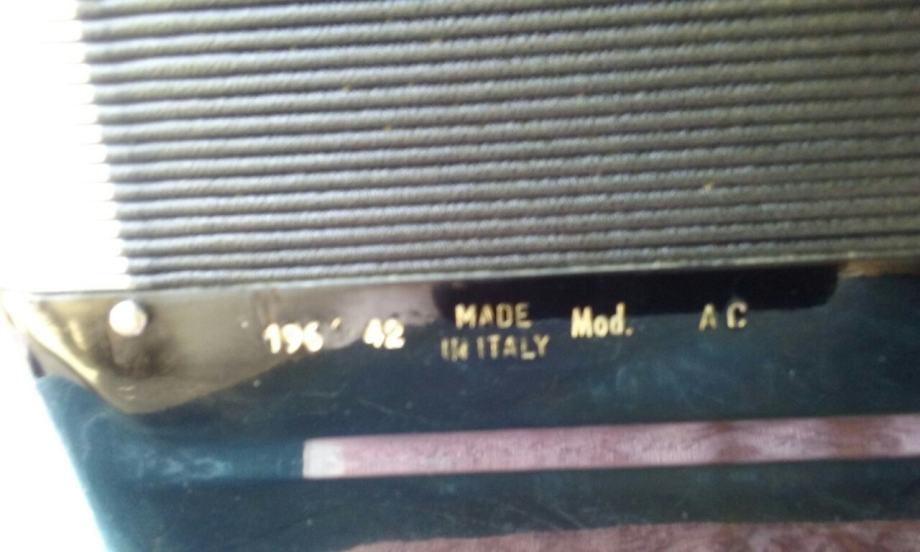 196' 42 MADE IN ITALY Mod. AC